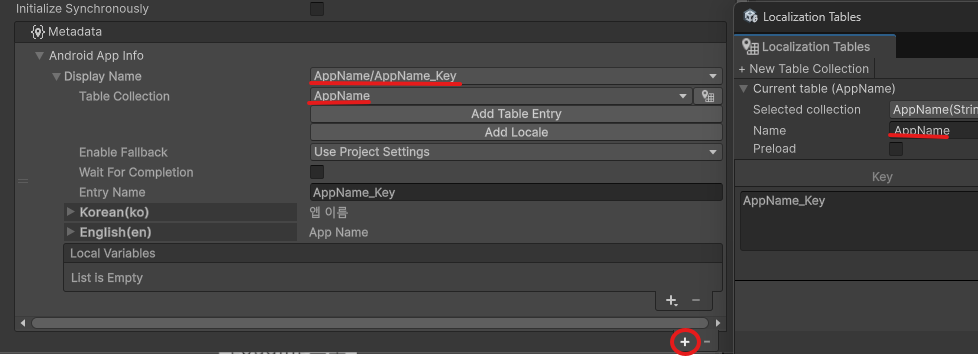 Initialize Synchronously
Metadata
Android App Info
Display Name
AppName/AppName_Key
Table Collection
AppName
Add Table Entry
Add Locale
Enable Fallback
Use Project Settings
Wait For Completion
Entry Name
AppName_Key
Korean(ko)
앱 이름
English(en)
App Name
Local Variables
List is Empty
Localization Tables
Localization Tables
+ New Table Collection
Current table (AppName)
Selected collection
AppName(Strin
Name
AppName
Preload
Key
AppName_Key